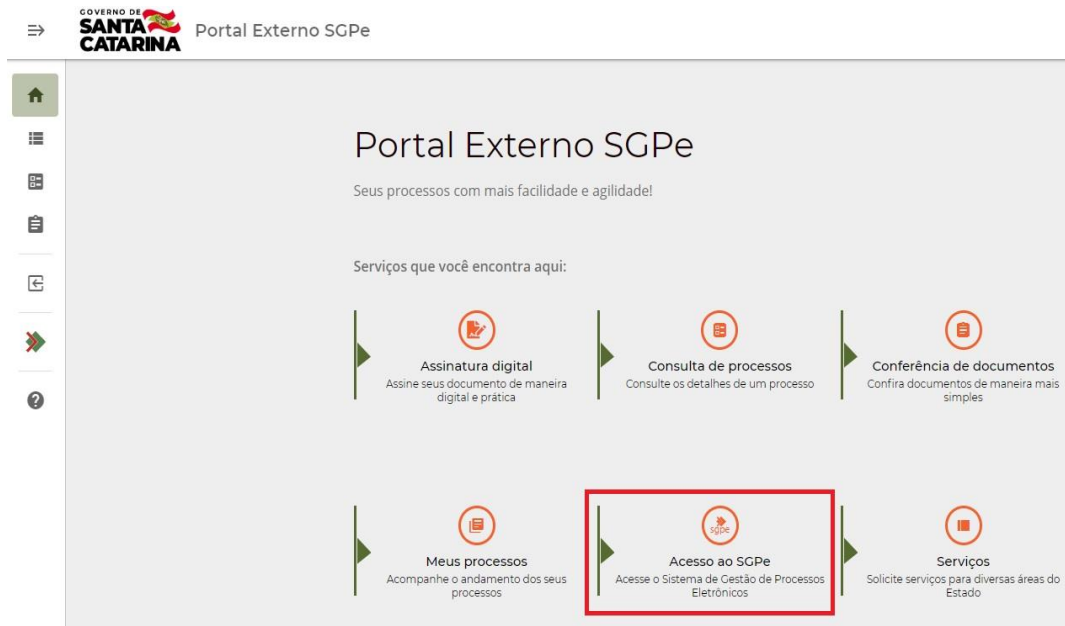 GOVERNO DE
SANTA
CATARINA
Portal Externo SGPe
Portal Externo SGPe
Seus processos com mais facilidade e agilidade!
Serviços que você encontra aqui:
Assinatura digital
Assine seus documento de maneira
digital e prática
Consulta de processos
Consulte os detalhes de um processo
Conferência de documentos
Confira documentos de maneira mais
simples
Meus processos
Acompanhe o andamento dos seus
processos
sgpe
Acesso ao SGPe
Acesse o Sistema de Gestão de Processos
Eletrônicos
Serviços
Solicite serviços para diversas áreas do
Estado